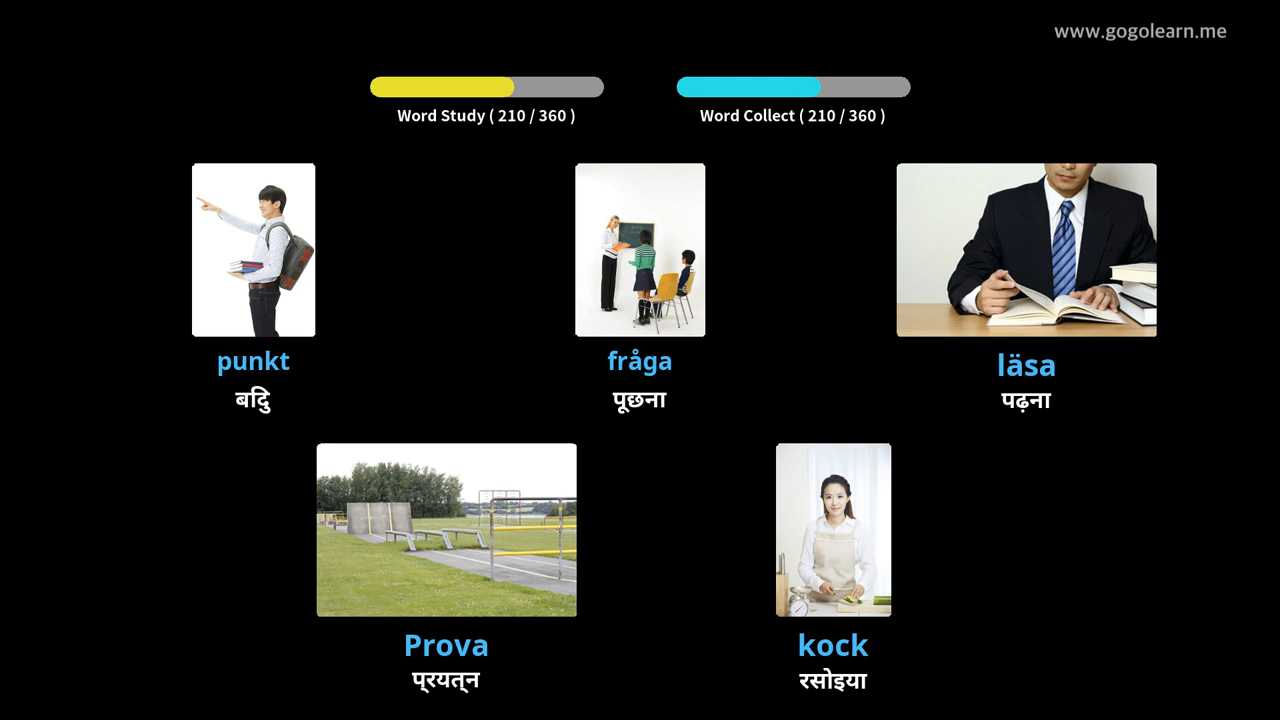 www.gogolearn.me
Word Study ( 210 / 360 )
Word Collect ( 210 / 360 )
punkt
बिंदु
fråga
पूछना
läsa
पढ़ना
Prova
प्रयत्न
kock
रसोइया